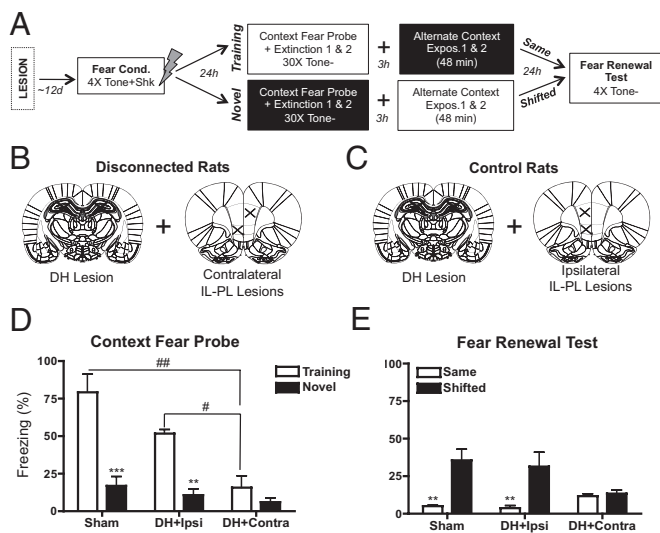 A
LESION
~12d
Fear Cond.
4X Tone+Shk
24h
Training
Novel
Context Fear Probe
+ Extinction 1 & 2
30X Tone-
+
3h
Alternate Context
Expos.1 & 2
(48 min)
Context Fear Probe
+ Extinction 1 & 2
30X Tone-
+
3h
Alternate Context
Expos.1 & 2
(48 min)
Same
24h
Shifted
Fear Renewal
Test
4X Tone-
B
Disconnected Rats
+
DH Lesion
Contralateral
IL-PL Lesions
C
Control Rats
+
DH Lesion
Ipsilateral
IL-PL Lesions
D
Context Fear Probe
Freezing (%)
100
75
50
25
0
##
#
***
**
Training
Novel
Sham
DH+Ipsi
DH+Contra
E
Fear Renewal Test
100
75
50
25
0
Same
Shifted
**
**
Sham
DH+Ipsi
DH+Contra